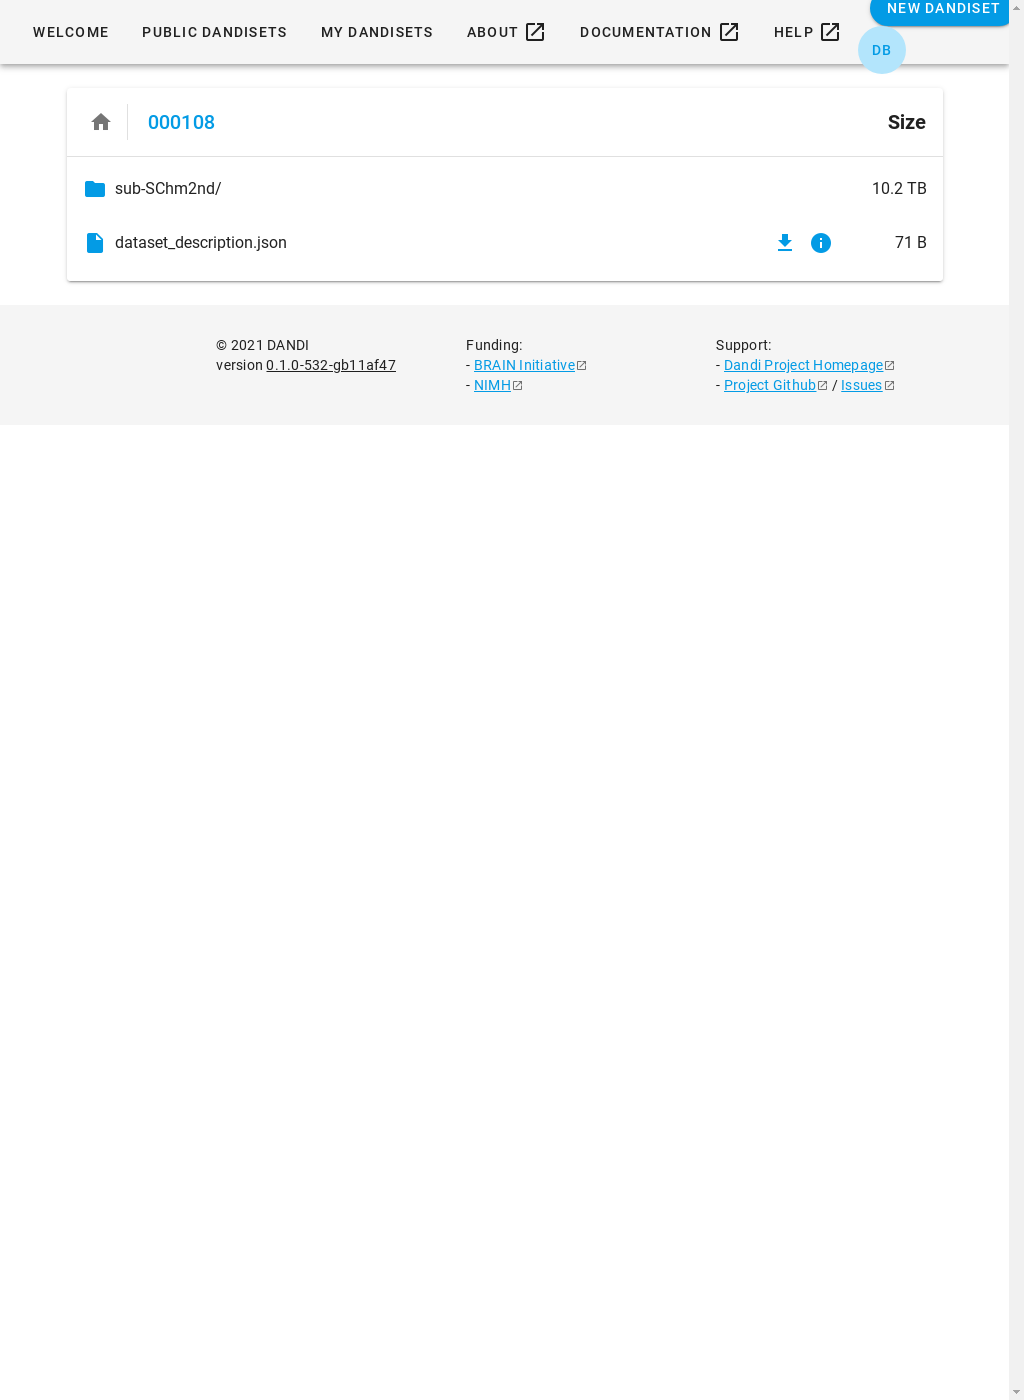 NEW DANDISET
WELCOME PUBLIC DANDISETS MY DANDISETS ABOUT DOCUMENTATION HELP
DB
000108 Size
sub-SChm2nd/ 10.2 TB
dataset_description.json 71 B
© 2021 DANDI
version 0.1.0-532-gb11af47
Funding:
- BRAIN Initiative
- NIMH
Support:
- Dandi Project Homepage
- Project Github / Issues